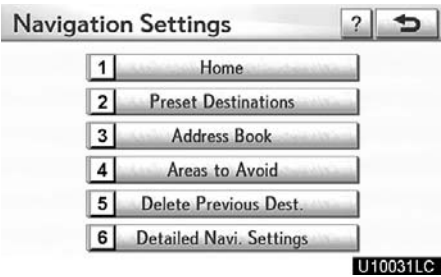 Navigation Settings ?
1 Home
2 Preset Destinations
3 Address Book
4 Areas to Avoid
5 Delete Previous Dest.
6 Detailed Navi. Settings
U10031LC